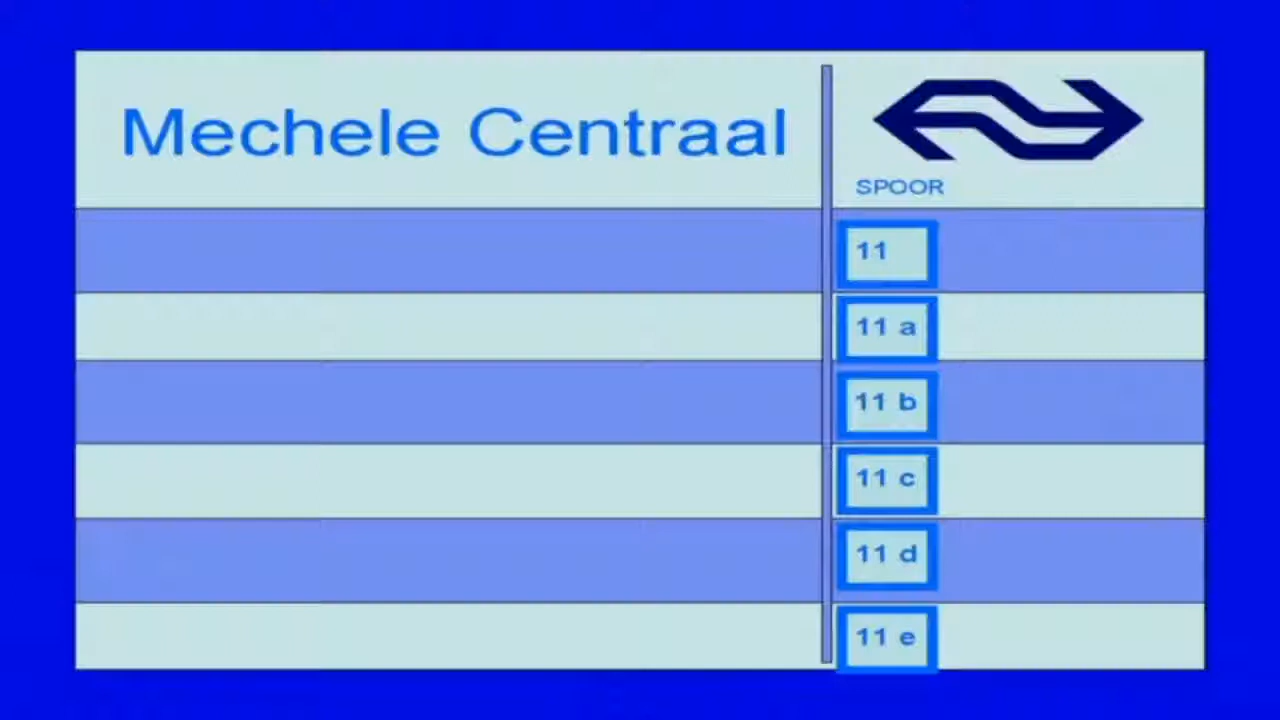 Mechele Centraal
SPOOR
11
11 a
11 b
11 c
11 d
11 e